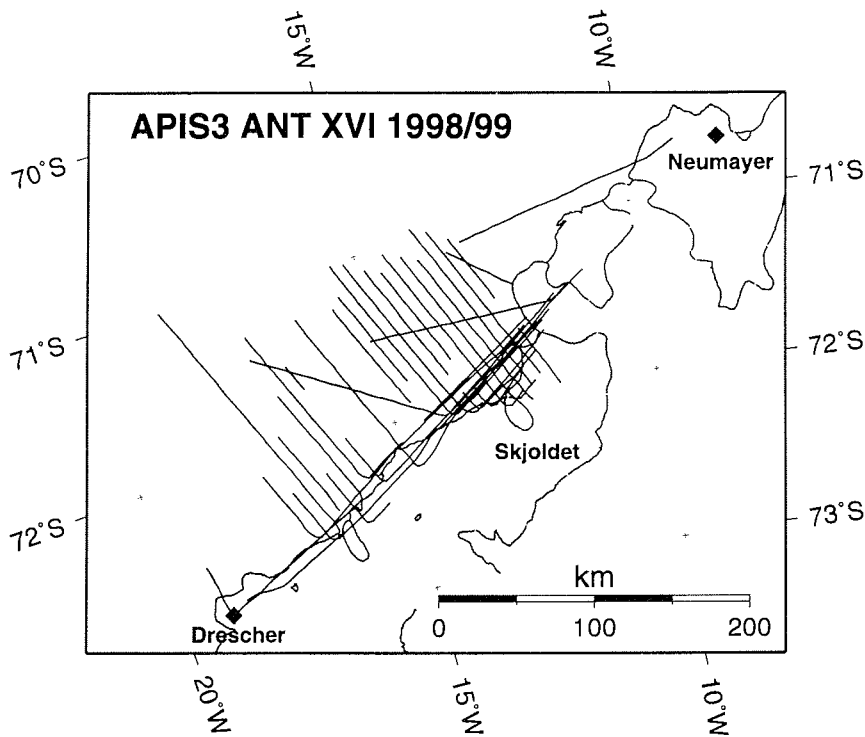 15°W
10°W
APIS3 ANT XVI 1998/99
Neumayer
70°S
71°S
71°S
72°S
Skjoldet
72°S
73°S
km
0 100 200
Drescher
20°W
15°W
10°W